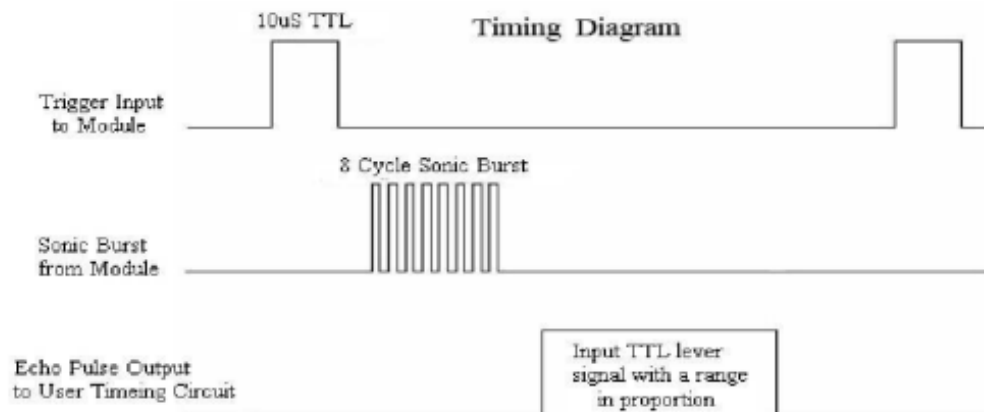 10uS TTL
Timing Diagram
Trigger Input
to Module
8 Cycle Sonic Burst
Sonic Burst
from Module
Echo Pulse Output
to User Timeing Circuit
Input TTL lever
signal with a range
in proportion